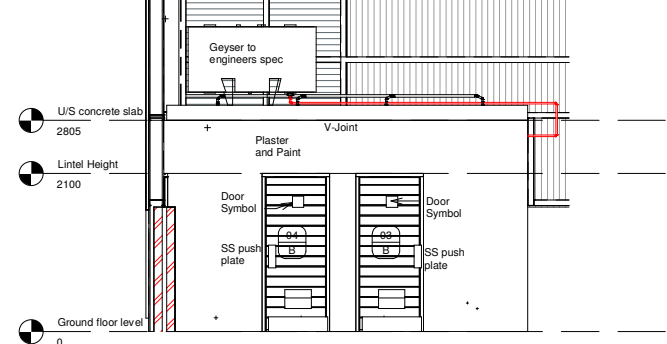 Geyser to
engineers spec
U/S concrete slab
2805
V-Joint
Plaster
and Paint
Lintel Height
2100
Door
Symbol
Door
Symbol
04
B
03
B
SS push
plate
SS push
plate
Ground floor level
0